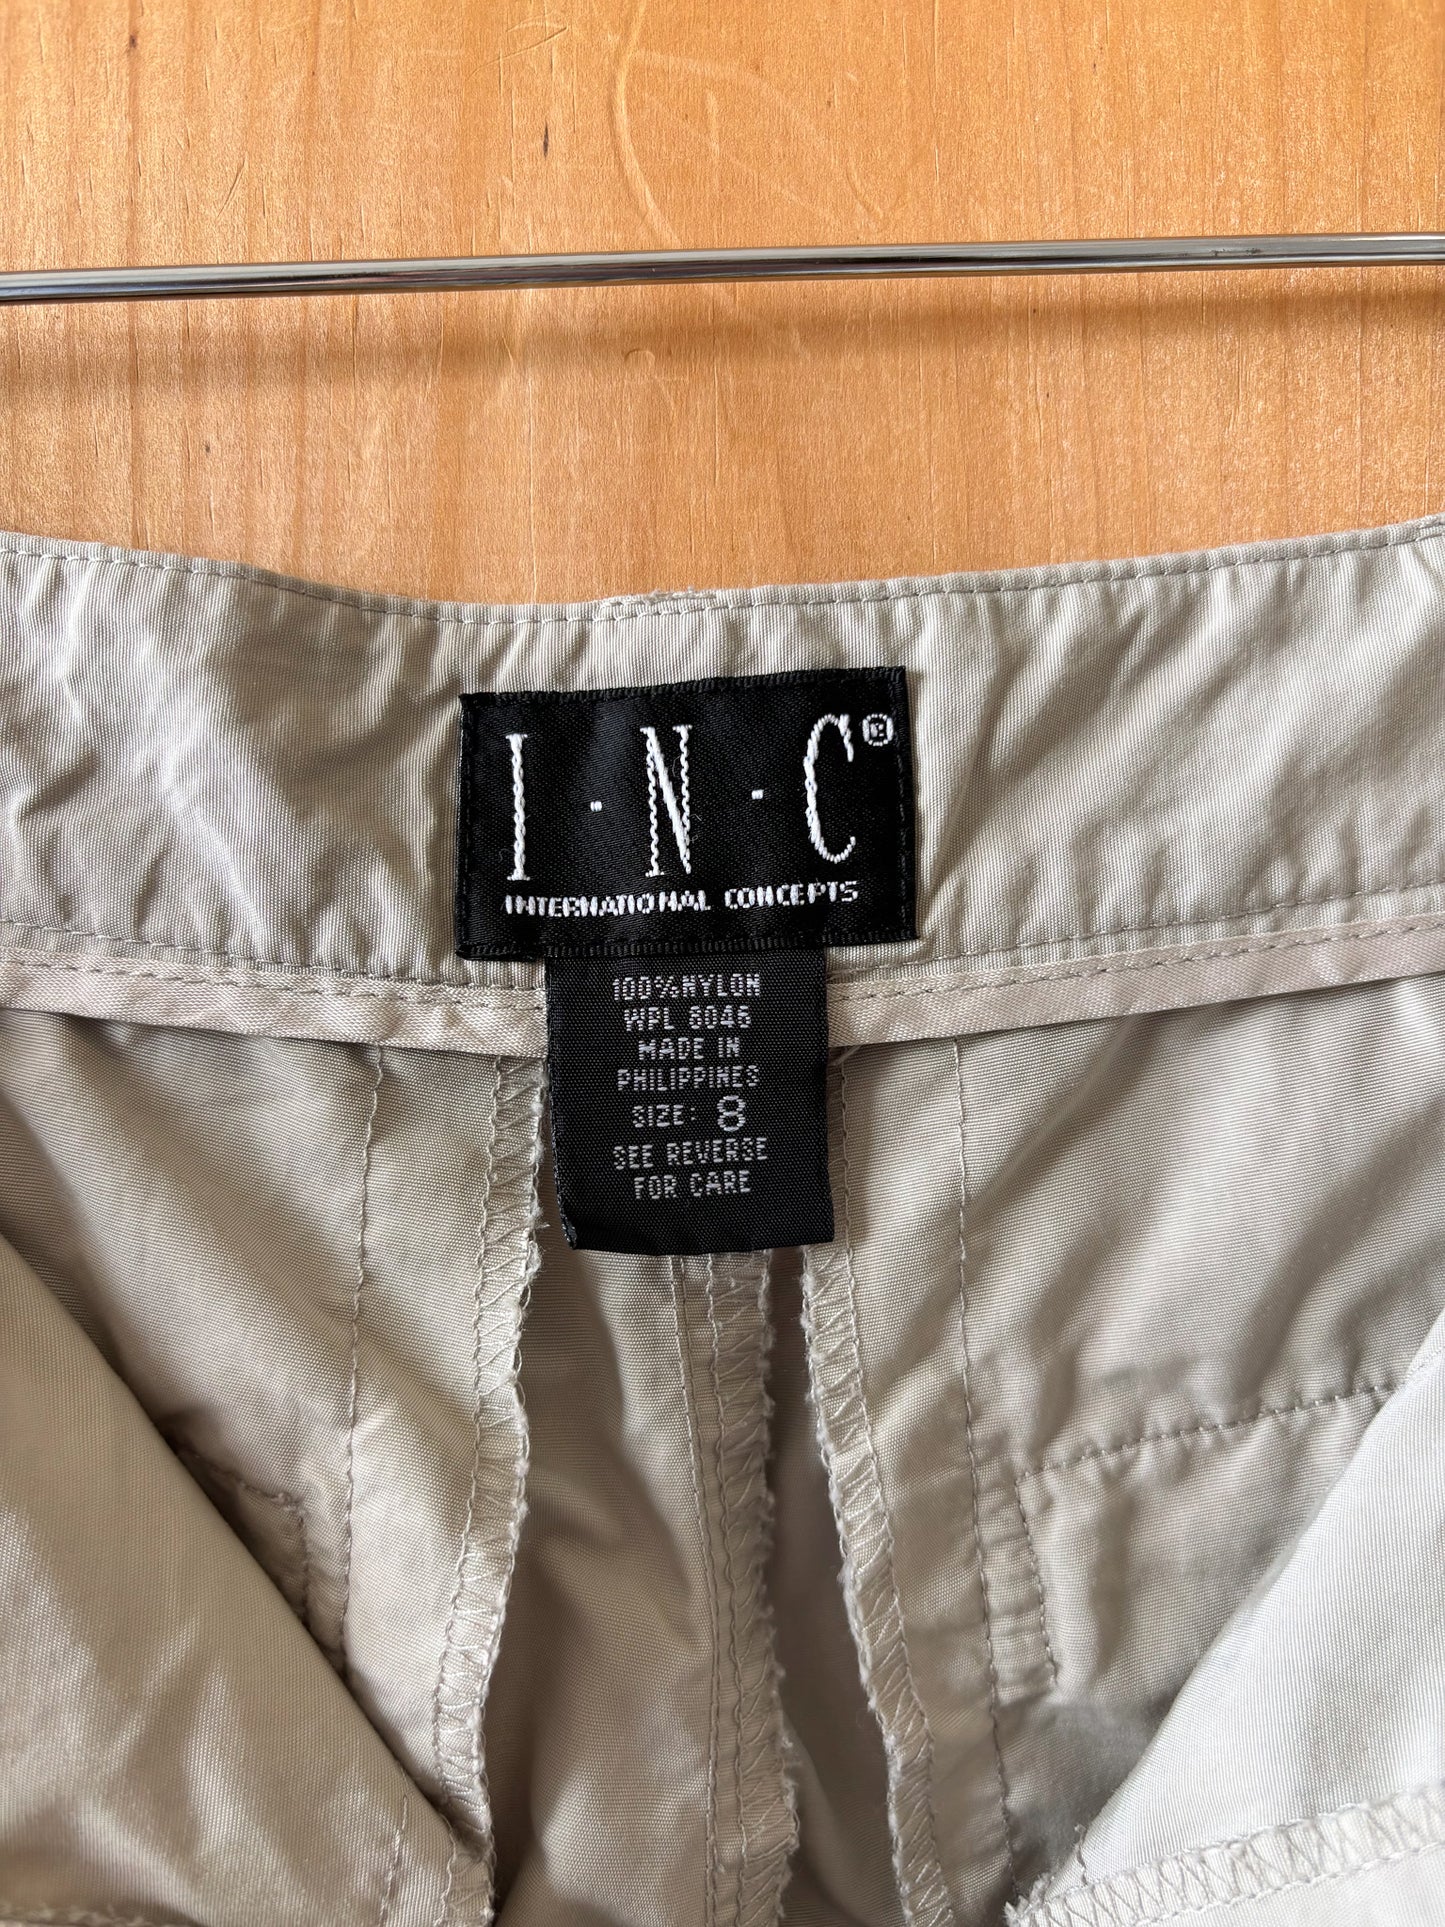 I·N·C®
INTERNATIONAL CONCEPTS
100%NYLON
WPL 8046
MADE IN
PHILIPPINES
SIZE: 8
SEE REVERSE
FOR CARE